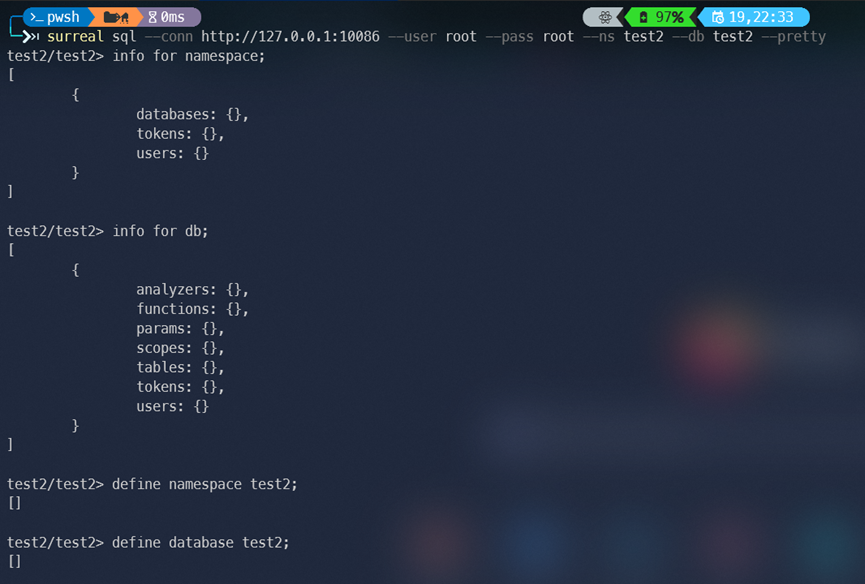 pwsh 0ms 97% 19,22:33
surreal sql --conn http://127.0.0.1:10086 --user root --pass root --ns test2 --db test2 --pretty
test2/test2> info for namespace;
[
{
databases: {},
tokens: {},
users: {}
}
]
test2/test2> info for db;
[
{
analyzers: {},
functions: {},
params: {},
scopes: {},
tables: {},
tokens: {},
users: {}
}
]
test2/test2> define namespace test2;
[]
test2/test2> define database test2;
[]